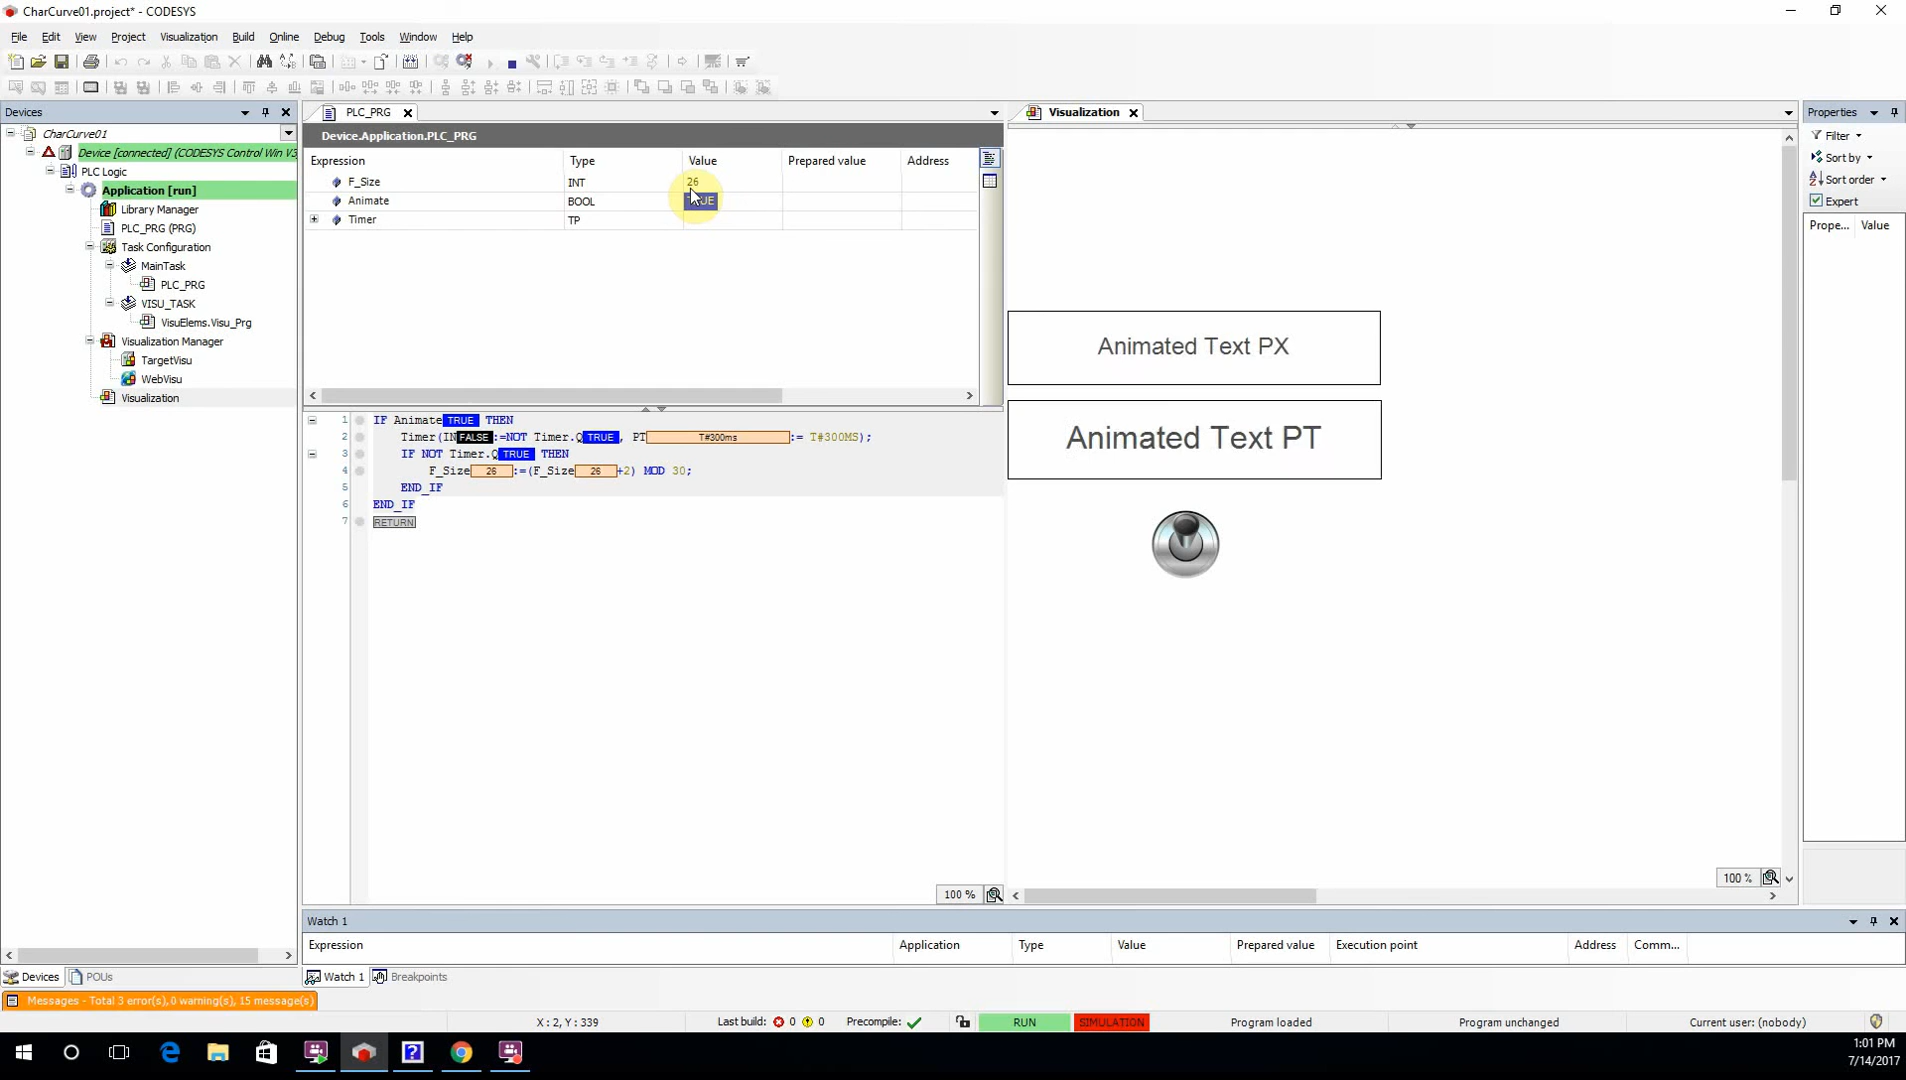 CharCurve01.project* - CODESYS
File Edit View Project Visualization Build Online Debug Tools Window Help
Devices
CharCurve01
Device [connected] (CODESYS Control Win V3
PLC Logic
Application [run]
Library Manager
PLC_PRG (PRG)
Task Configuration
MainTask
PLC_PRG
VISU_TASK
VisuElems.Visu_Prg
Visualization Manager
TargetVisu
WebVisu
Visualization
Devices POUs
PLC_PRG
Device.Application.PLC_PRG
Expression Type Value Prepared value Address
F_Size INT 26
Animate BOOL
Timer TP
1 IF Animate TRUE THEN
2 Timer(IN FALSE :=NOT Timer.Q TRUE , PT T#300ms := T#300MS);
3 IF NOT Timer.Q TRUE THEN
4 F_Size 26 :=(F_Size 26 +2) MOD 30;
5 END_IF
6 END_IF
7 RETURN
100 %
Visualization
Animated Text PX
Animated Text PT
100 %
Properties
Filter
Sort by
Sort order
Expert
Prope... Value
Watch 1
Expression Application Type Value Prepared value Execution point Address Comm...
Watch 1 Breakpoints
Messages - Total 3 error(s), 0 warning(s), 15 message(s)
X : 2, Y : 339 Last build: 0 0 Precompile: RUN SIMULATION Program loaded Program unchanged Current user: (nobody)
1:01 PM
7/14/2017